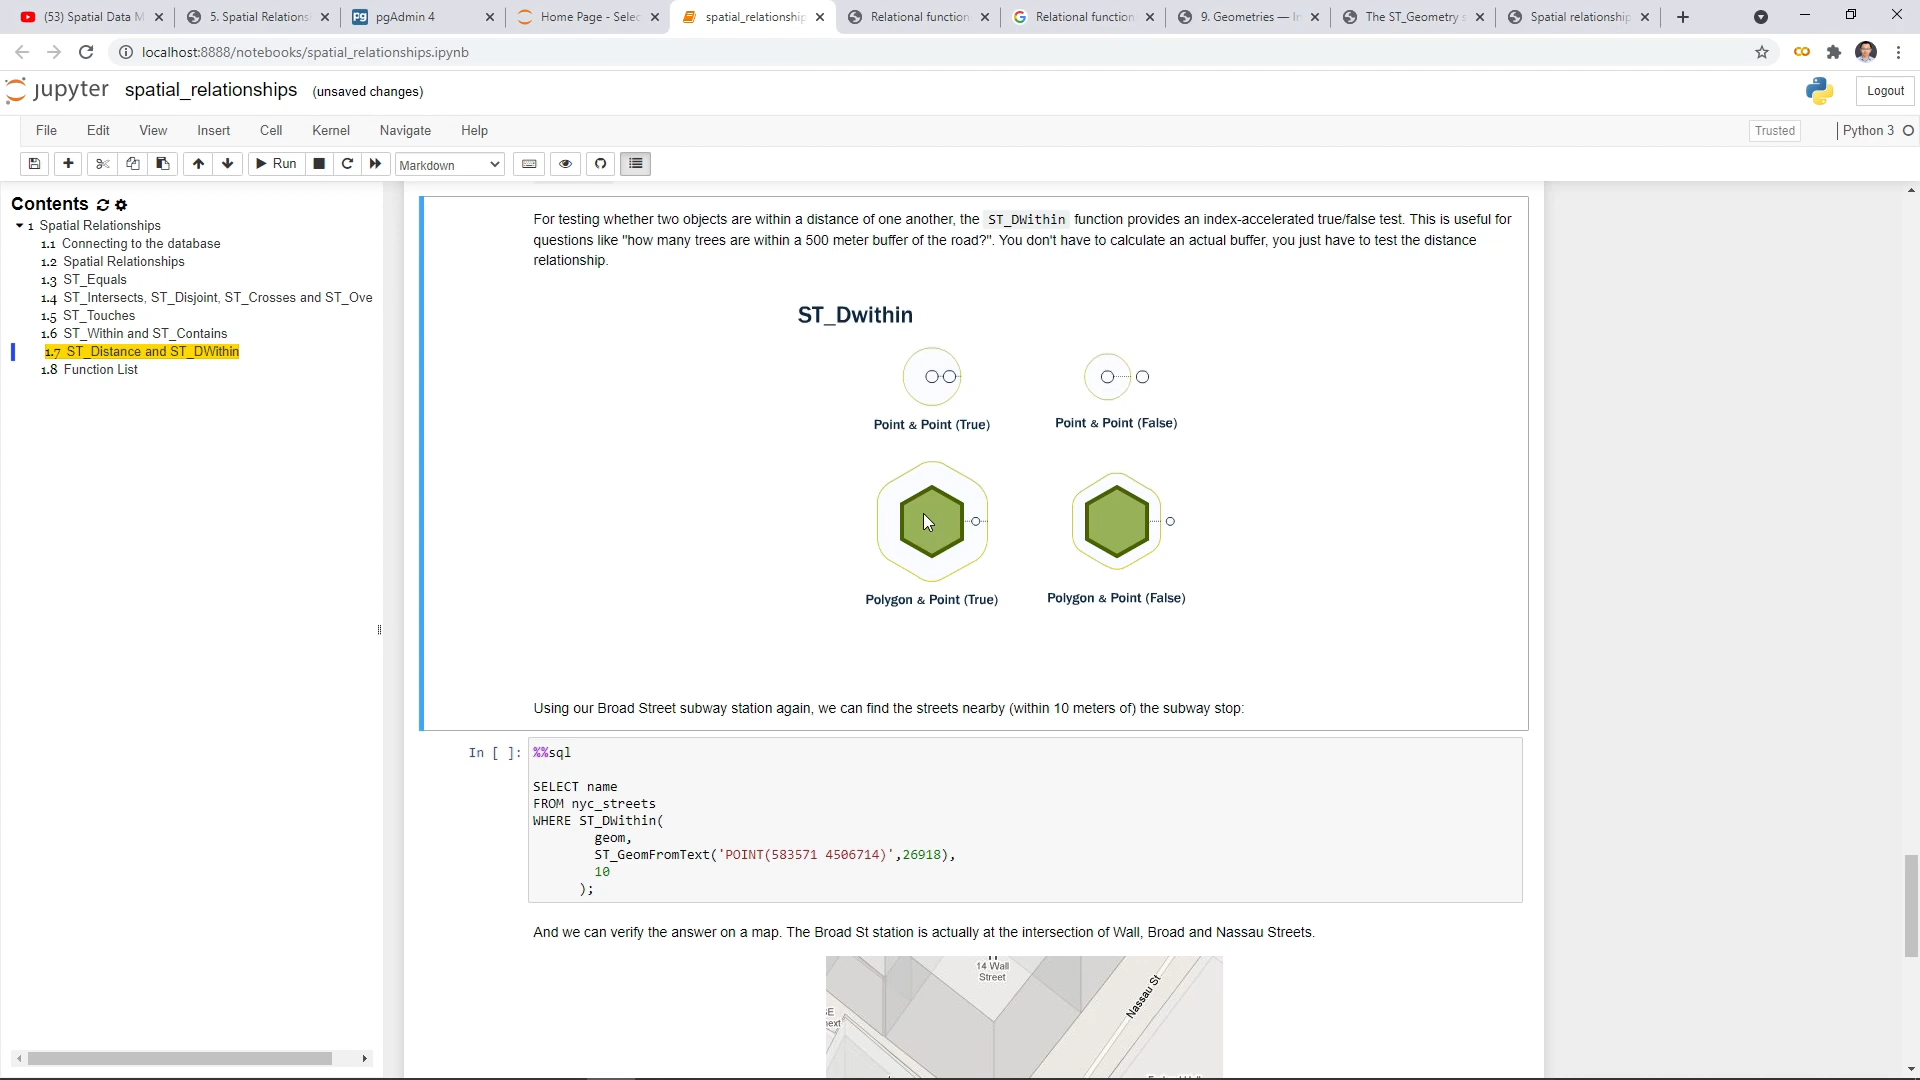 (53) Spatial Data M
5. Spatial Relations
pgAdmin 4
Home Page - Selec
spatial_relationship
Relational function
Relational function
9. Geometries — In
The ST_Geometry s
Spatial relationship
localhost:8888/notebooks/spatial_relationships.ipynb
jupyter spatial_relationships (unsaved changes)
Logout
File Edit View Insert Cell Kernel Navigate Help
Trusted
Python 3
Run
Markdown
Contents
1 Spatial Relationships
1.1 Connecting to the database
1.2 Spatial Relationships
1.3 ST_Equals
1.4 ST_Intersects, ST_Disjoint, ST_Crosses and ST_Ove
1.5 ST_Touches
1.6 ST_Within and ST_Contains
1.7 ST_Distance and ST_DWithin
1.8 Function List
For testing whether two objects are within a distance of one another, the ST_DWithin function provides an index-accelerated true/false test. This is useful for
questions like "how many trees are within a 500 meter buffer of the road?". You don't have to calculate an actual buffer, you just have to test the distance
relationship.
ST_Dwithin
Point & Point (True)
Point & Point (False)
Polygon & Point (True)
Polygon & Point (False)
Using our Broad Street subway station again, we can find the streets nearby (within 10 meters of) the subway stop:
In [ ]: %%sql
SELECT name
FROM nyc_streets
WHERE ST_DWithin(
geom,
ST_GeomFromText('POINT(583571 4506714)',26918),
10
);
And we can verify the answer on a map. The Broad St station is actually at the intersection of Wall, Broad and Nassau Streets.
14 Wall
Street
Nassau St